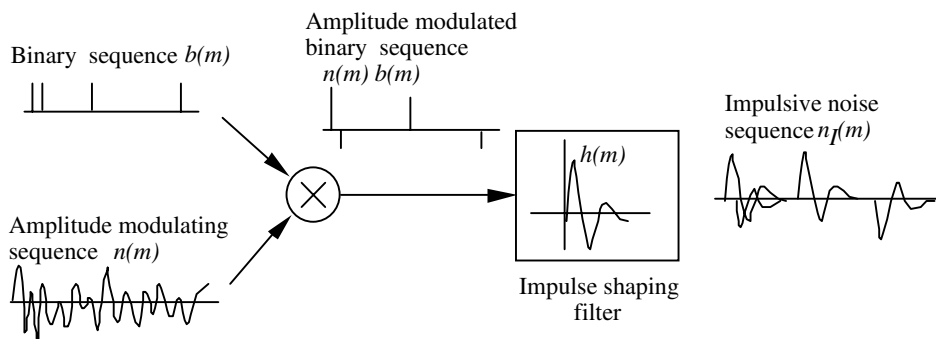 Binary sequence b(m)
Amplitude modulated
binary sequence
n(m) b(m)
Amplitude modulating
sequence n(m)
h(m)
Impulse shaping
filter
Impulsive noise
sequence n_I(m)